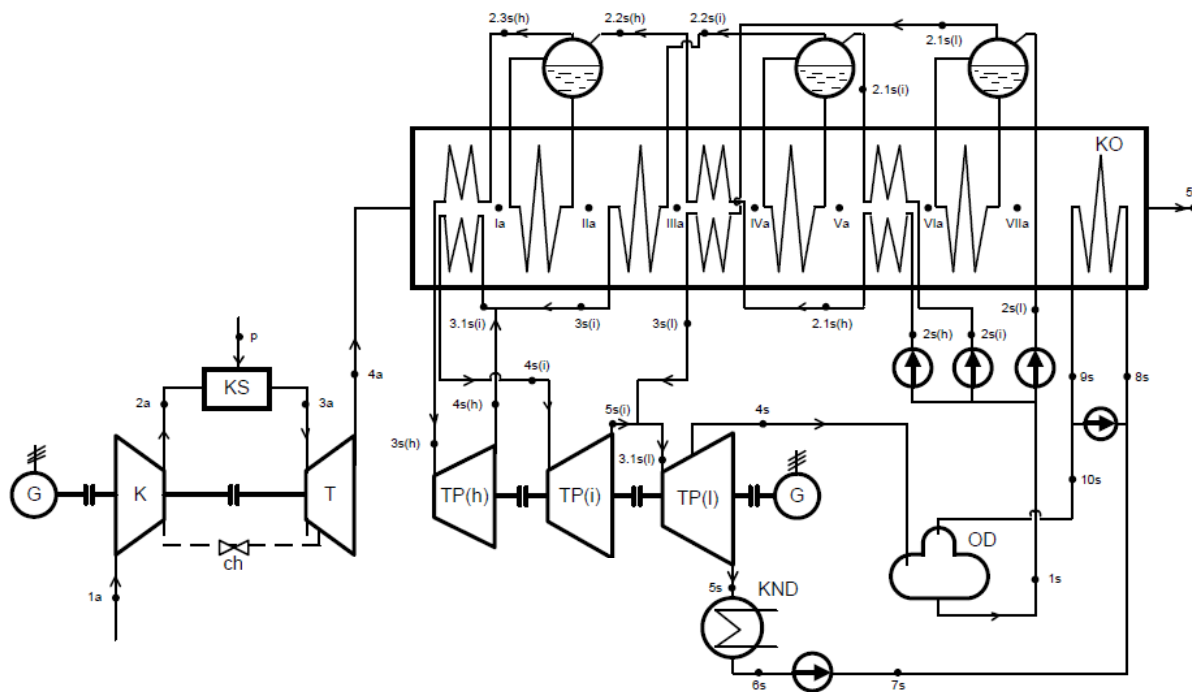 2.3s(h)
2.2s(h)
2.2s(i)
2.1s(l)
2.1s(i)
KO
Ia
IIa
IIIa
IVa
Va
VIa
VIIa
5
3.1s(i)
3s(i)
3s(l)
2.1s(h)
2s(h)
2s(i)
2s(l)
p
4a
KS
2a
3a
4s(i)
4s(h)
5s(i)
4s
9s
8s
3s(h)
3.1s(l)
G
K
T
TP(h)
TP(i)
TP(l)
G
10s
ch
OD
1a
5s
KND
1s
6s
7s